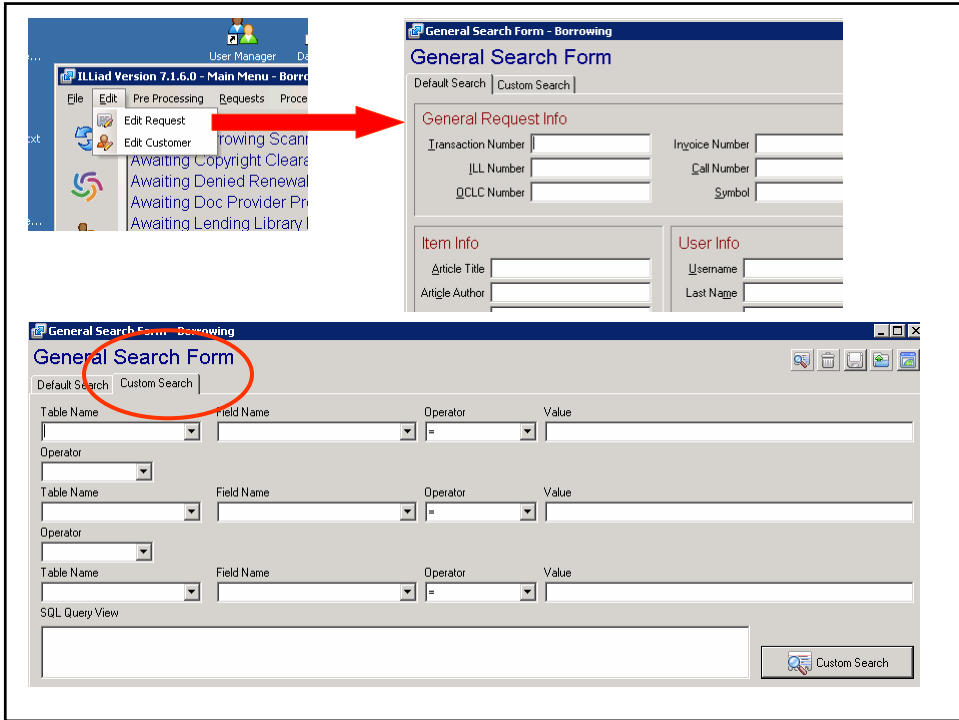 User Manager Da
ILLiad Version 7.1.6.0 - Main Menu - Borro
File Edit Pre Processing Requests Proce
Edit Request
Edit Customer
rowing Scann
Awaiting Copyright Cleara
Awaiting Denied Renewal
Awaiting Doc Provider Pr
Awaiting Lending Library
e...
xt
e...
General Search Form - Borrowing
General Search Form
Default Search Custom Search
General Request Info
Transaction Number Invoice Number
ILL Number Call Number
OCLC Number Symbol
Item Info User Info
Article Title Username
Article Author Last Name
General Search Form - Borrowing
General Search Form
Default Search Custom Search
Table Name Field Name Operator Value
=
Operator
Table Name Field Name Operator Value
=
Operator
Table Name Field Name Operator Value
=
SQL Query View
Custom Search